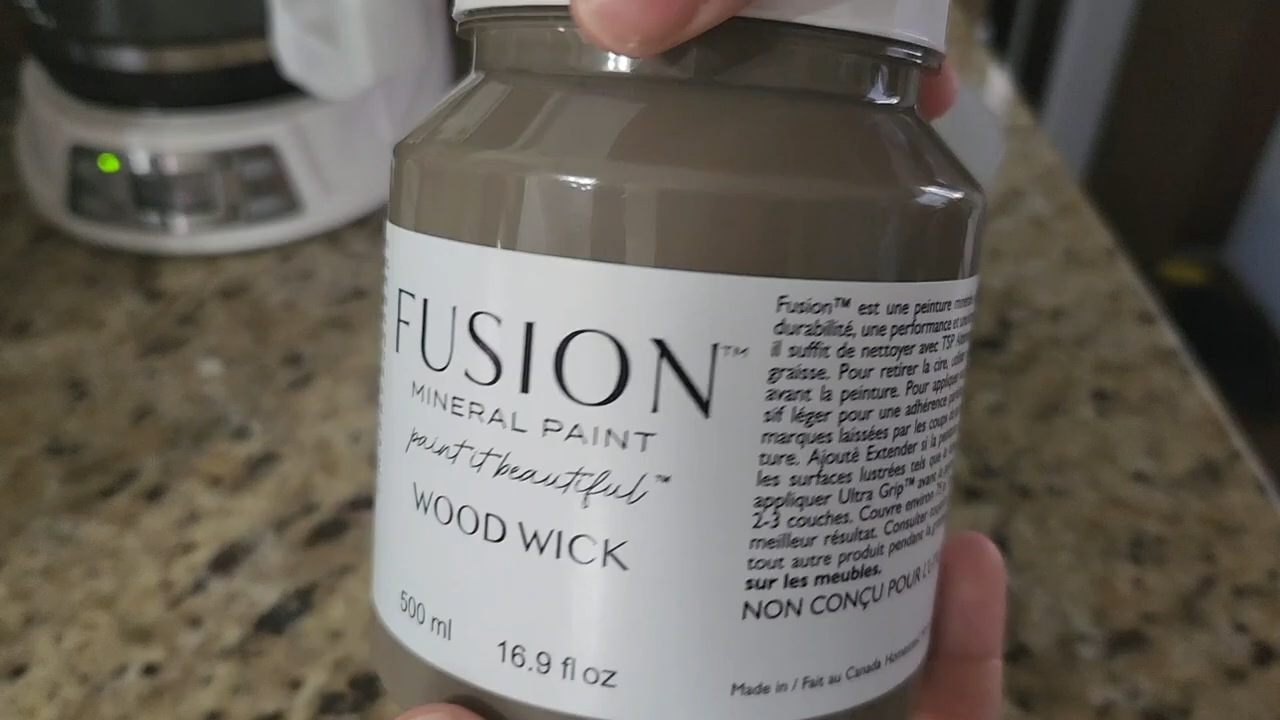 FUSION™
MINERAL PAINT
paint it beautiful™
WOOD WICK
500 ml
16.9 fl oz
Fusion™ est une peinture
durabilité, une performance et
il suffit de nettoyer avec TSP
graisse. Pour retirer la cire,
avant la peinture. Pour
sif léger pour une adhérence
marques laissées par les coups
ture. Ajouté Extender si la
les surfaces lustrées tels que
appliquer Ultra Grip™ avant
2-3 couches. Couvre environ 75
meilleur résultat. Consulter
tout autre produit pendant la
sur les meubles.
NON CONÇU POUR
Made in / Fait au Canada